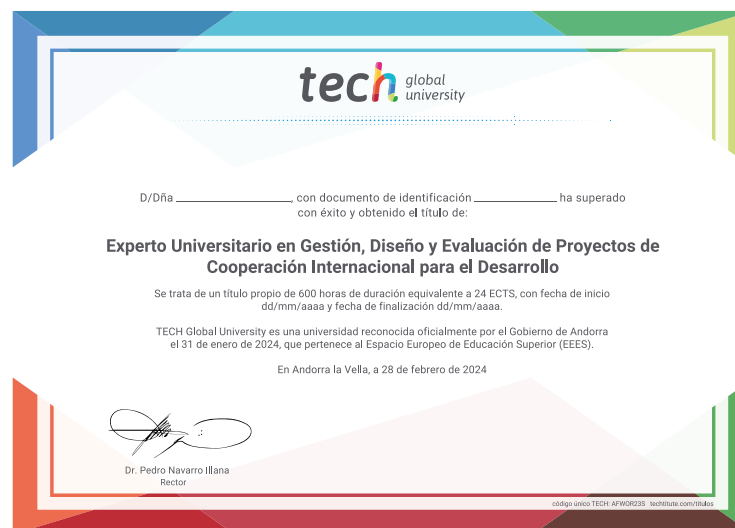 tech global university
D/Dña ____________________, con documento de identificación ______________ ha superado
con éxito y obtenido el título de:
Experto Universitario en Gestión, Diseño y Evaluación de Proyectos de
Cooperación Internacional para el Desarrollo
Se trata de un título propio de 600 horas de duración equivalente a 24 ECTS, con fecha de inicio
dd/mm/aaaa y fecha de finalización dd/mm/aaaa.
TECH Global University es una universidad reconocida oficialmente por el Gobierno de Andorra
el 31 de enero de 2024, que pertenece al Espacio Europeo de Educación Superior (EEES).
En Andorra la Vella, a 28 de febrero de 2024
Dr. Pedro Navarro Illana
Rector
código único TECH: AFWOR23S techtitute.com/títulos